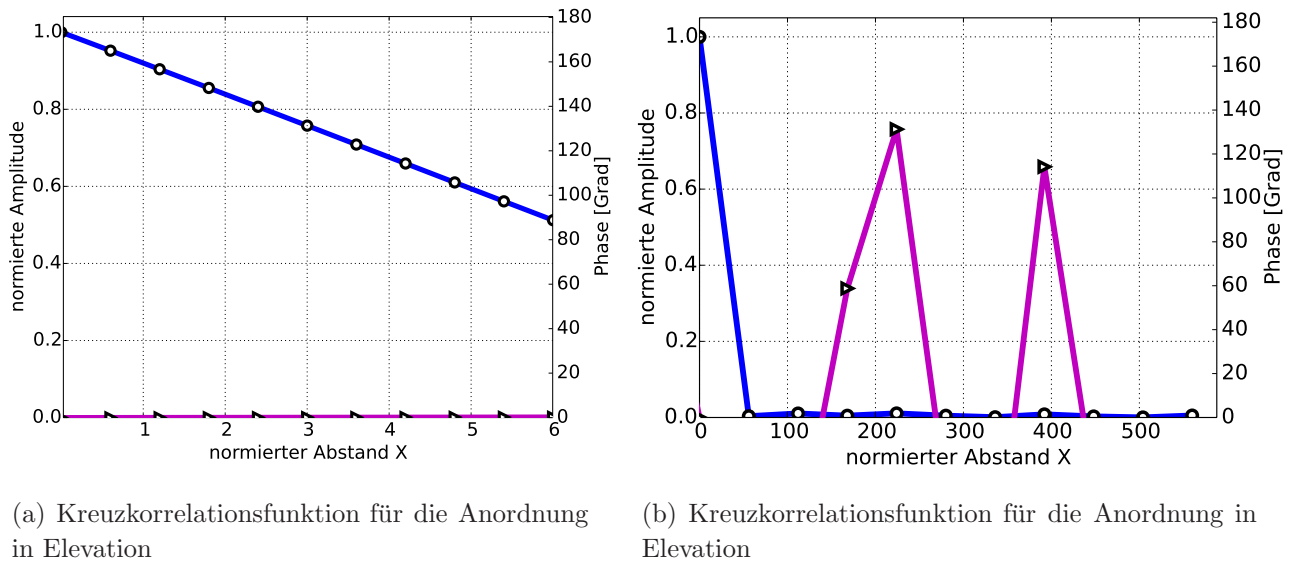 1.0
0.8
0.6
0.4
0.2
0.0
normierte Amplitude
1 2 3 4 5 6
normierter Abstand X
180
160
140
120
100
80
60
40
20
0
Phase [Grad]
(a) Kreuzkorrelationsfunktion für die Anordnung
in Elevation
1.0
0.8
0.6
0.4
0.2
0.0
normierte Amplitude
0 100 200 300 400 500
normierter Abstand X
180
160
140
120
100
80
60
40
20
0
Phase [Grad]
(b) Kreuzkorrelationsfunktion für die Anordnung in
Elevation